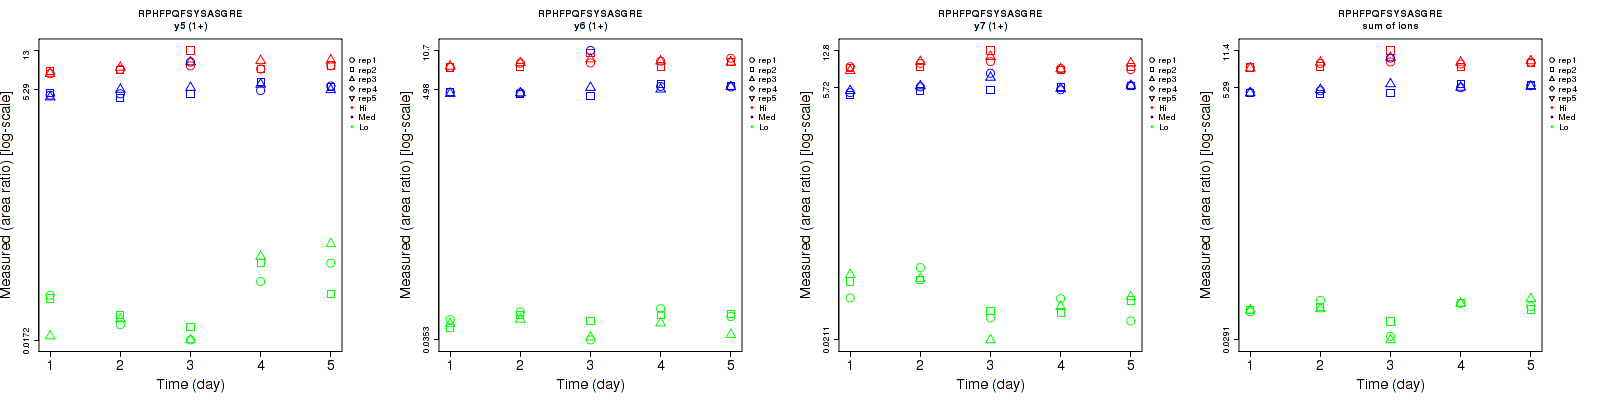 RPHFPQFSYSASGRE
y5 (1+)
Measured (area ratio) [log-scale]
13
5.29
0.0172
1 2 3 4 5
Time (day)
rep1
rep2
rep3
rep4
rep5
Hi
Med
Lo
RPHFPQFSYSASGRE
y6 (1+)
Measured (area ratio) [log-scale]
10.7
4.98
0.0353
1 2 3 4 5
Time (day)
rep1
rep2
rep3
rep4
rep5
Hi
Med
Lo
RPHFPQFSYSASGRE
y7 (1+)
Measured (area ratio) [log-scale]
12.8
5.72
0.0211
1 2 3 4 5
Time (day)
rep1
rep2
rep3
rep4
rep5
Hi
Med
Lo
RPHFPQFSYSASGRE
sum of ions
Measured (area ratio) [log-scale]
11.4
5.29
0.0291
1 2 3 4 5
Time (day)
rep1
rep2
rep3
rep4
rep5
Hi
Med
Lo